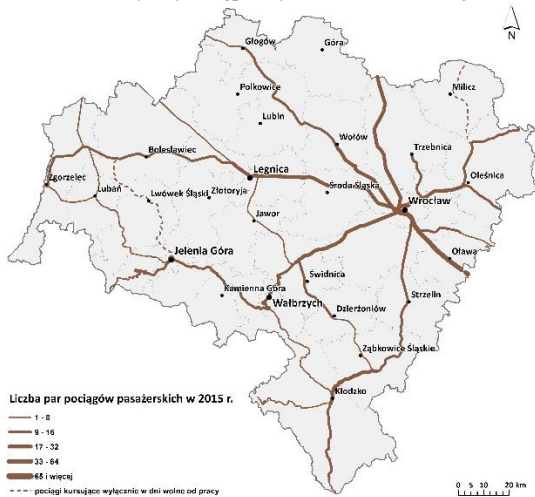 N
Głogów
Góra
Polkowice
Milicz
Lubin
Wołów
Trzebnica
Bolesławiec
Legnica
Oleśnica
Zgorzelec
Lubań
Lwówek Śląski
Złotoryja
Środa Śląska
Wrocław
Jawor
Jelenia Góra
Oława
Kamienna Góra
Świdnica
Wałbrzych
Strzelin
Dzierżoniów
Ząbkowice Śląskie
Kłodzko
Liczba par pociągów pasażerskich w 2015 r.
1 - 8
9 - 16
17 - 32
33 - 64
65 i więcej
pociągi kursujące wyłącznie w dni wolne od pracy
0 5 10 20 km